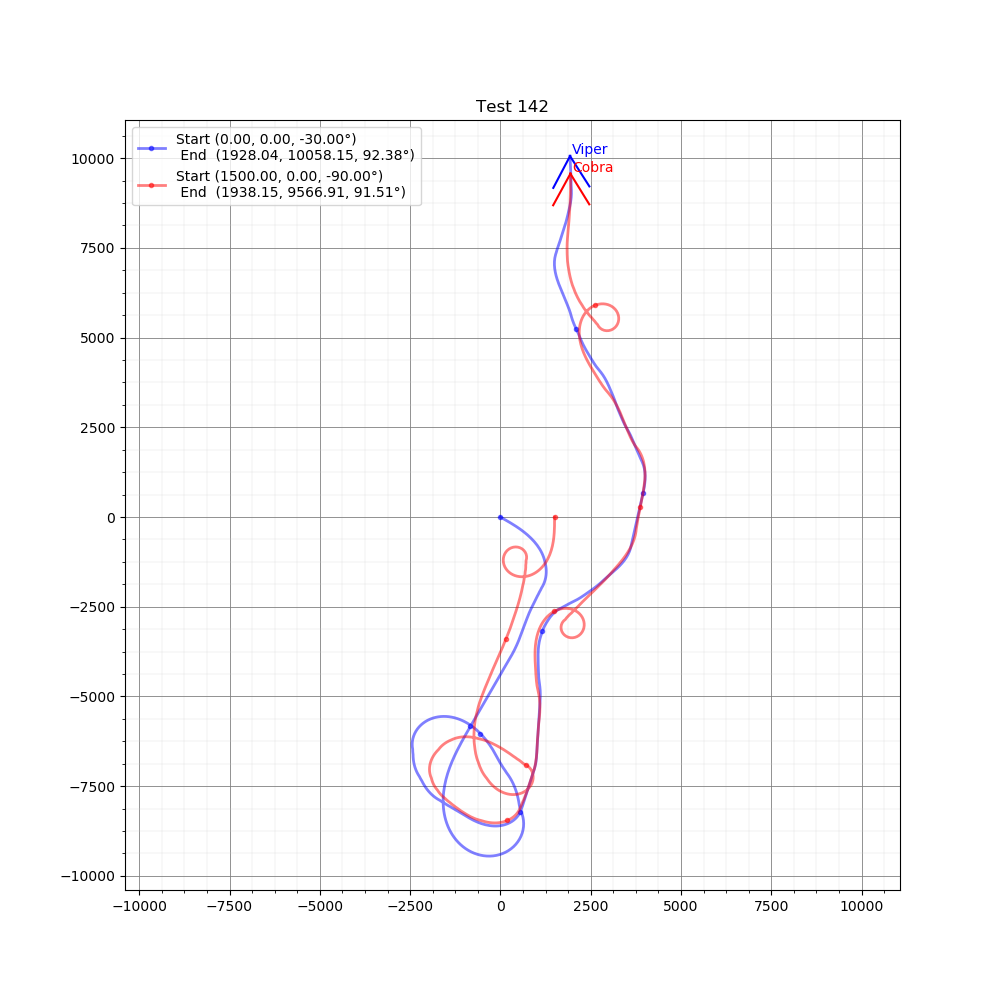 Test 142
Start (0.00, 0.00, -30.00°)
End  (1928.04, 10058.15, 92.38°)
Start (1500.00, 0.00, -90.00°)
End  (1938.15, 9566.91, 91.51°)
Viper
Cobra
10000
7500
5000
2500
0
−2500
−5000
−7500
−10000
−10000 −7500 −5000 −2500 0 2500 5000 7500 10000